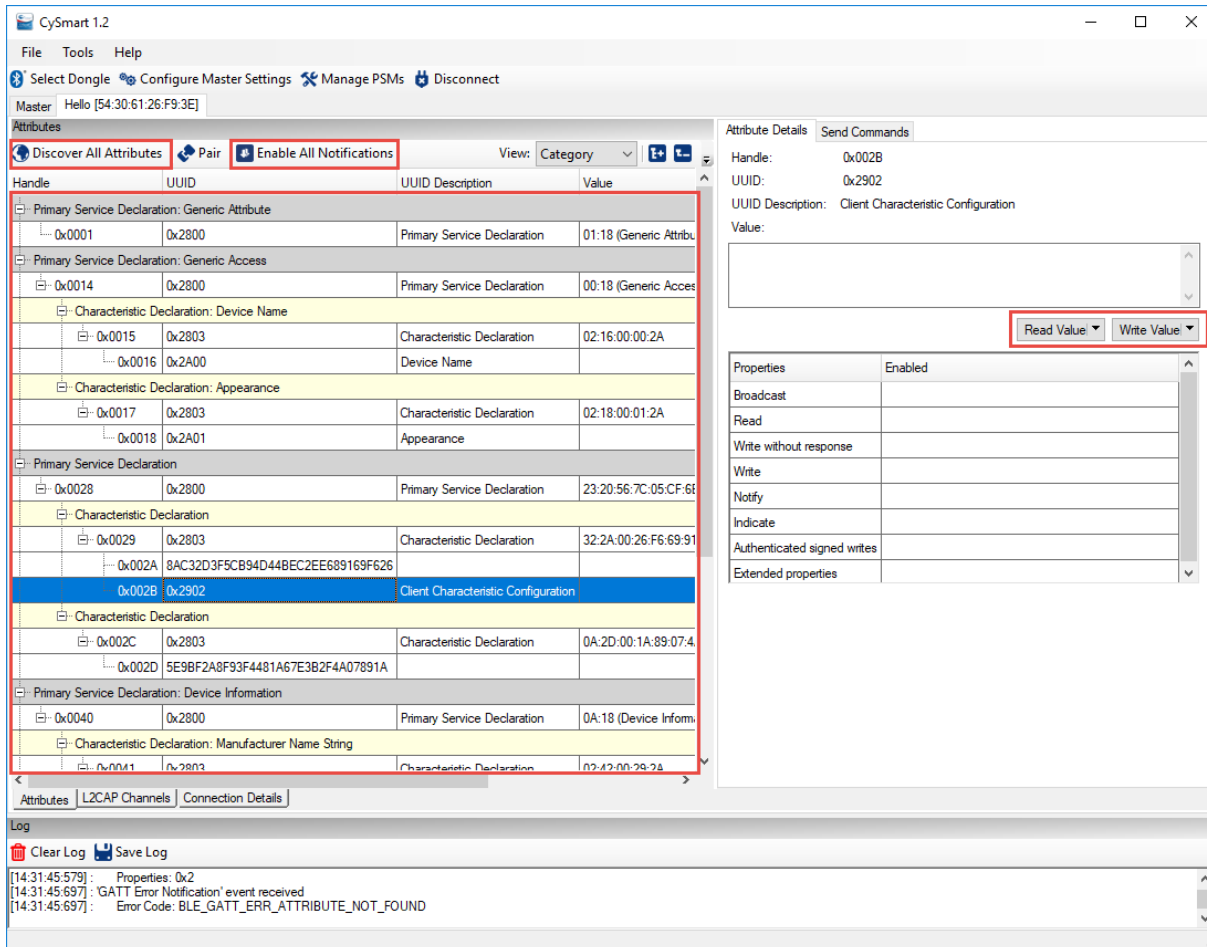 CySmart 1.2
File Tools Help
Select Dongle Configure Master Settings Manage PSMs Disconnect
Master Hello [54:30:61:26:F9:3E]
Attributes
Discover All Attributes Pair Enable All Notifications View: Category
Handle UUID UUID Description Value
Primary Service Declaration: Generic Attribute
0x0001 0x2800 Primary Service Declaration 01:18 (Generic Attribu
Primary Service Declaration: Generic Access
0x0014 0x2800 Primary Service Declaration 00:18 (Generic Acces
Characteristic Declaration: Device Name
0x0015 0x2803 Characteristic Declaration 02:16:00:00:2A
0x0016 0x2A00 Device Name
Characteristic Declaration: Appearance
0x0017 0x2803 Characteristic Declaration 02:18:00:01:2A
0x0018 0x2A01 Appearance
Primary Service Declaration
0x0028 0x2800 Primary Service Declaration 23:20:56:7C:05:CF:6E
Characteristic Declaration
0x0029 0x2803 Characteristic Declaration 32:2A:00:26:F6:69:91
0x002A 8AC32D3F5CB94D44BEC2EE689169F626
0x002B 0x2902 Client Characteristic Configuration
Characteristic Declaration
0x002C 0x2803 Characteristic Declaration 0A:2D:00:1A:89:07:4
0x002D 5E9BF2A8F93F4481A67E3B2F4A07891A
Primary Service Declaration: Device Information
0x0040 0x2800 Primary Service Declaration 0A:18 (Device Inform
Characteristic Declaration: Manufacturer Name String
0x0041 0x2803 Characteristic Declaration 02:42:00:29:2A
Attributes L2CAP Channels Connection Details
Attribute Details Send Commands
Handle: 0x002B
UUID: 0x2902
UUID Description: Client Characteristic Configuration
Value:
Read Value Write Value
Properties Enabled
Broadcast
Read
Write without response
Write
Notify
Indicate
Authenticated signed writes
Extended properties
Log
Clear Log Save Log
[14:31:45:579] : Properties: 0x2
[14:31:45:697] : 'GATT Error Notification' event received
[14:31:45:697] : Error Code: BLE_GATT_ERR_ATTRIBUTE_NOT_FOUND